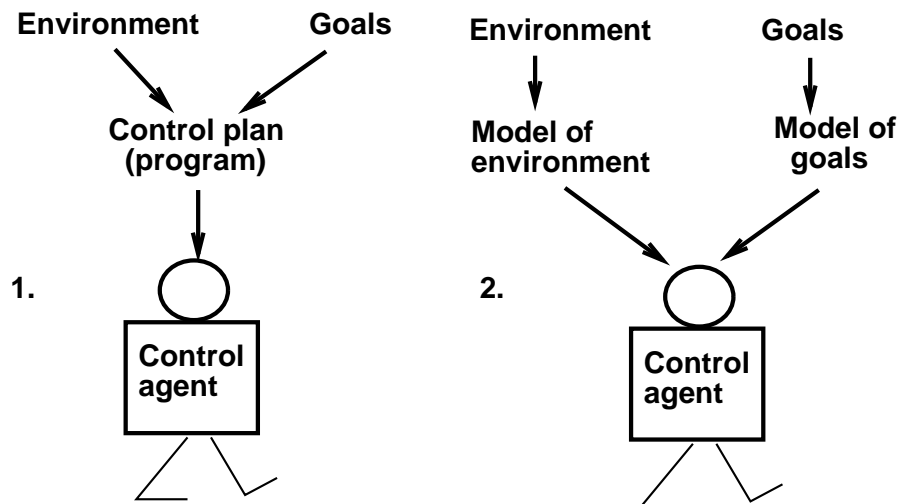 Environment
Goals
Control plan
(program)
1.
Control
agent
Environment
Goals
Model of
environment
Model of
goals
2.
Control
agent